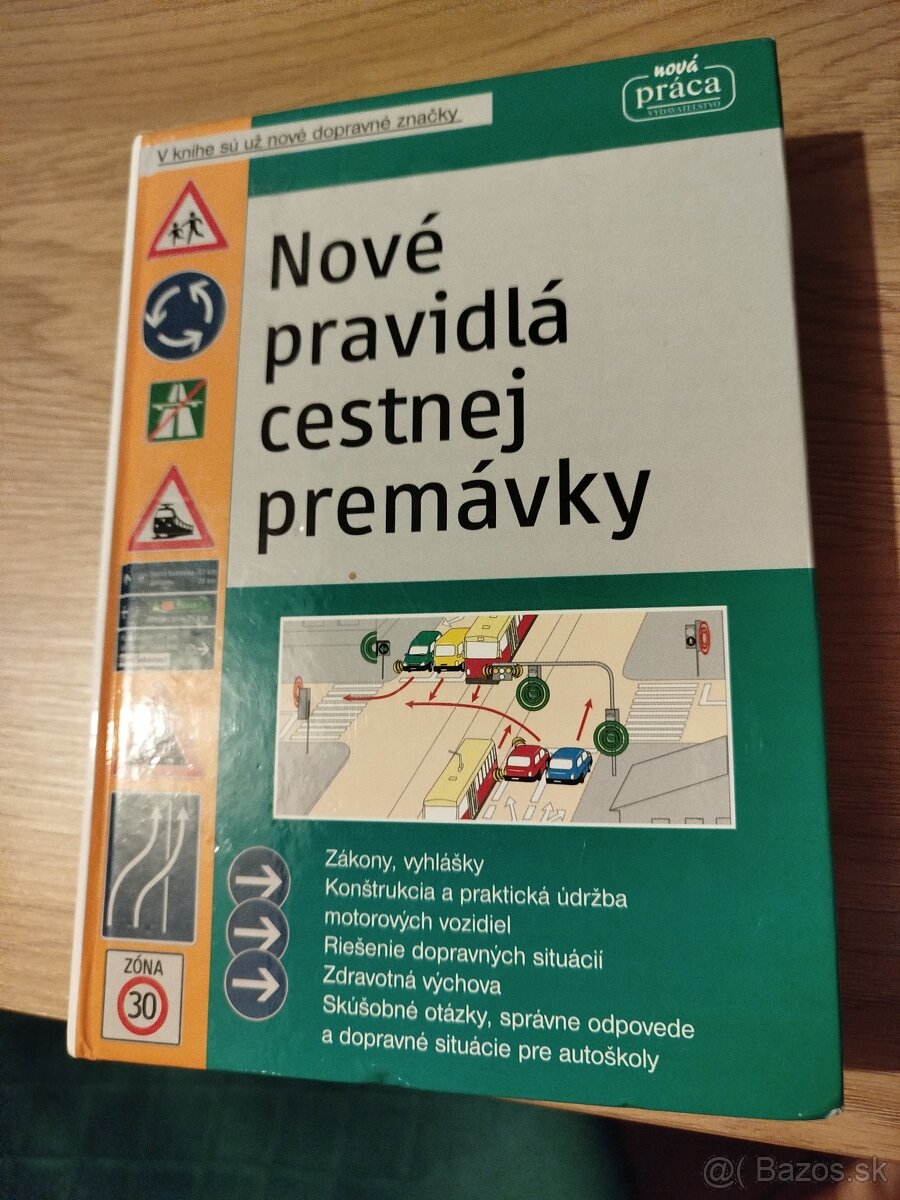 nová
práca
VYDAVATEĽSTVO
V knihe sú už nové dopravné značky
Nové
pravidlá
cestnej
premávky
Zákony, vyhlášky
Konštrukcia a praktická údržba
motorových vozidiel
Riešenie dopravných situácií
Zdravotná výchova
Skúšobné otázky, správne odpovede
a dopravné situácie pre autoškoly
ZÓNA
30
@( Bazos.sk